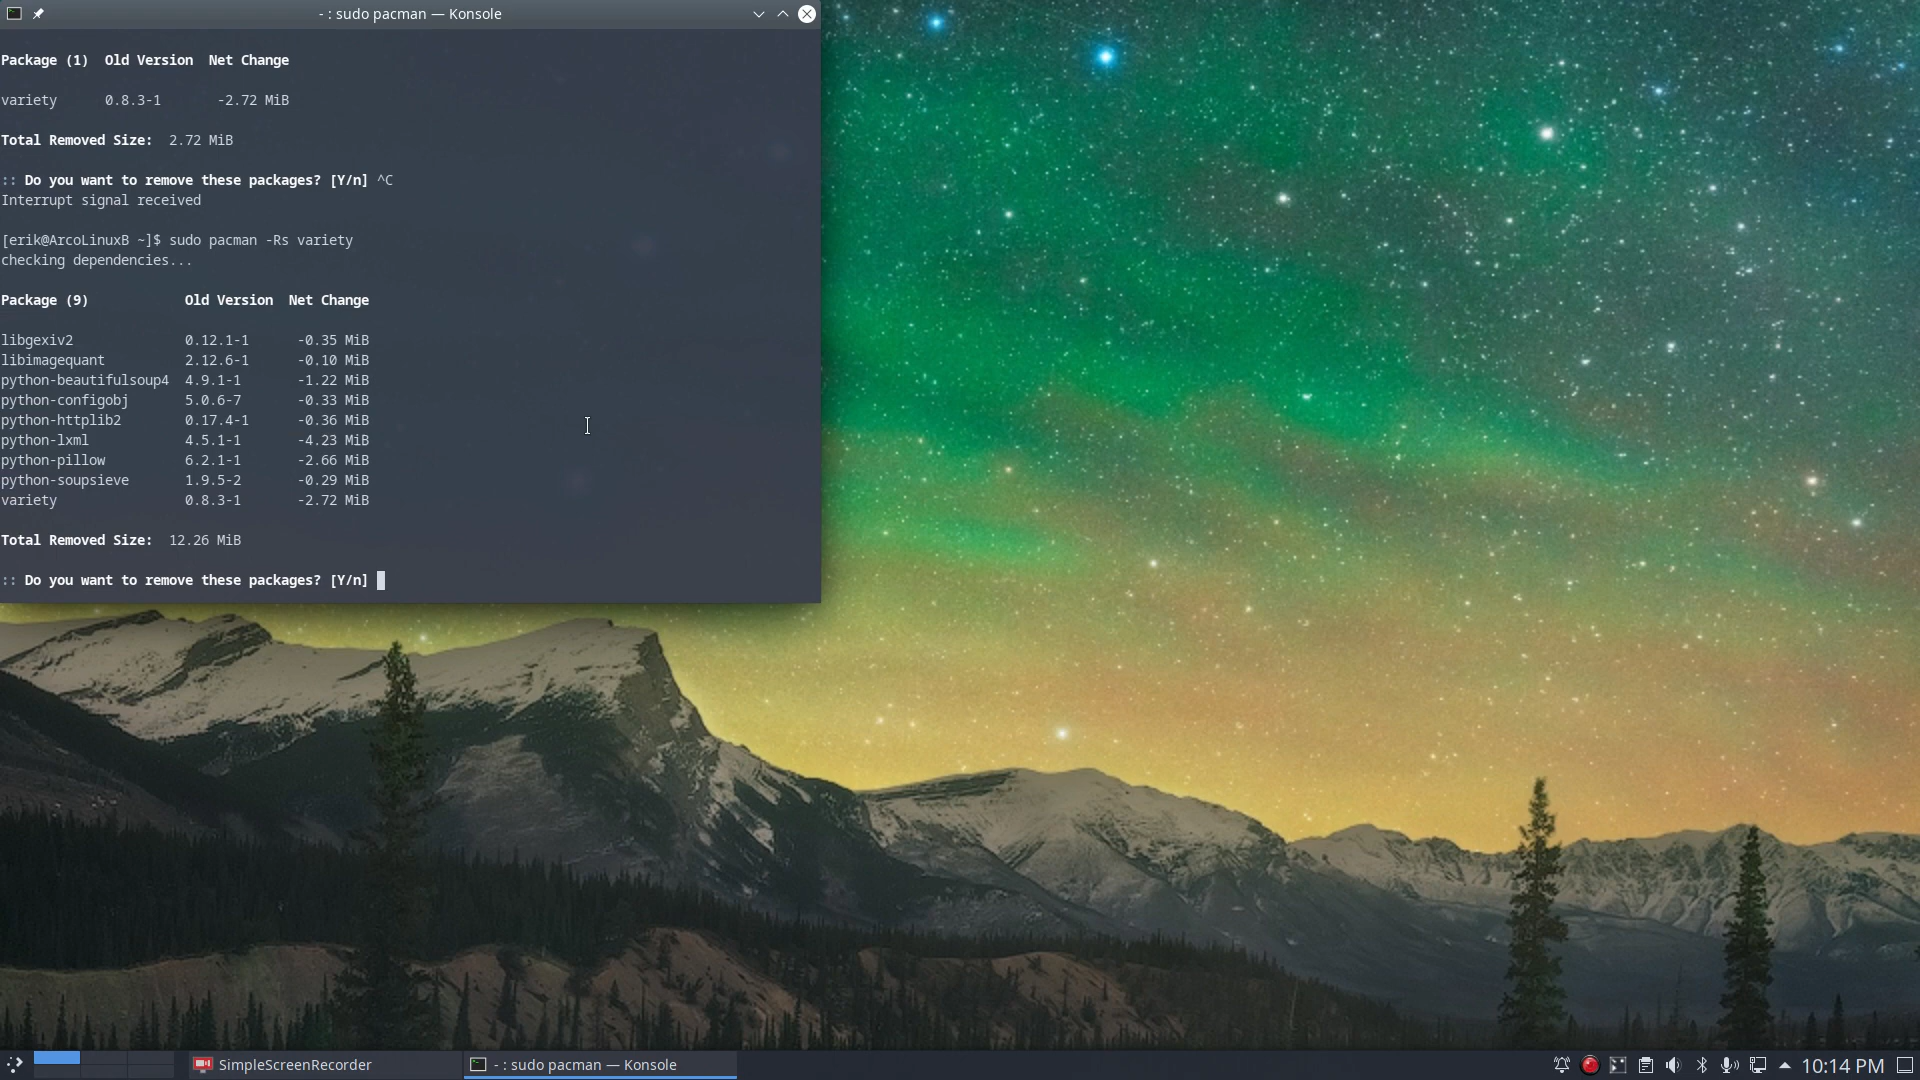 - : sudo pacman — Konsole
Package (1)  Old Version  Net Change
variety      0.8.3-1       -2.72 MiB
Total Removed Size:  2.72 MiB
:: Do you want to remove these packages? [Y/n] ^C
Interrupt signal received
[erik@ArcoLinuxB ~]$ sudo pacman -Rs variety
checking dependencies...
Package (9)            Old Version  Net Change
libgexiv2              0.12.1-1      -0.35 MiB
libimagequant          2.12.6-1      -0.10 MiB
python-beautifulsoup4  4.9.1-1       -1.22 MiB
python-configobj       5.0.6-7       -0.33 MiB
python-httplib2        0.17.4-1      -0.36 MiB
python-lxml            4.5.1-1       -4.23 MiB
python-pillow          6.2.1-1       -2.66 MiB
python-soupsieve       1.9.5-2       -0.29 MiB
variety                0.8.3-1       -2.72 MiB
Total Removed Size:  12.26 MiB
:: Do you want to remove these packages? [Y/n]
SimpleScreenRecorder
- : sudo pacman — Konsole
10:14 PM